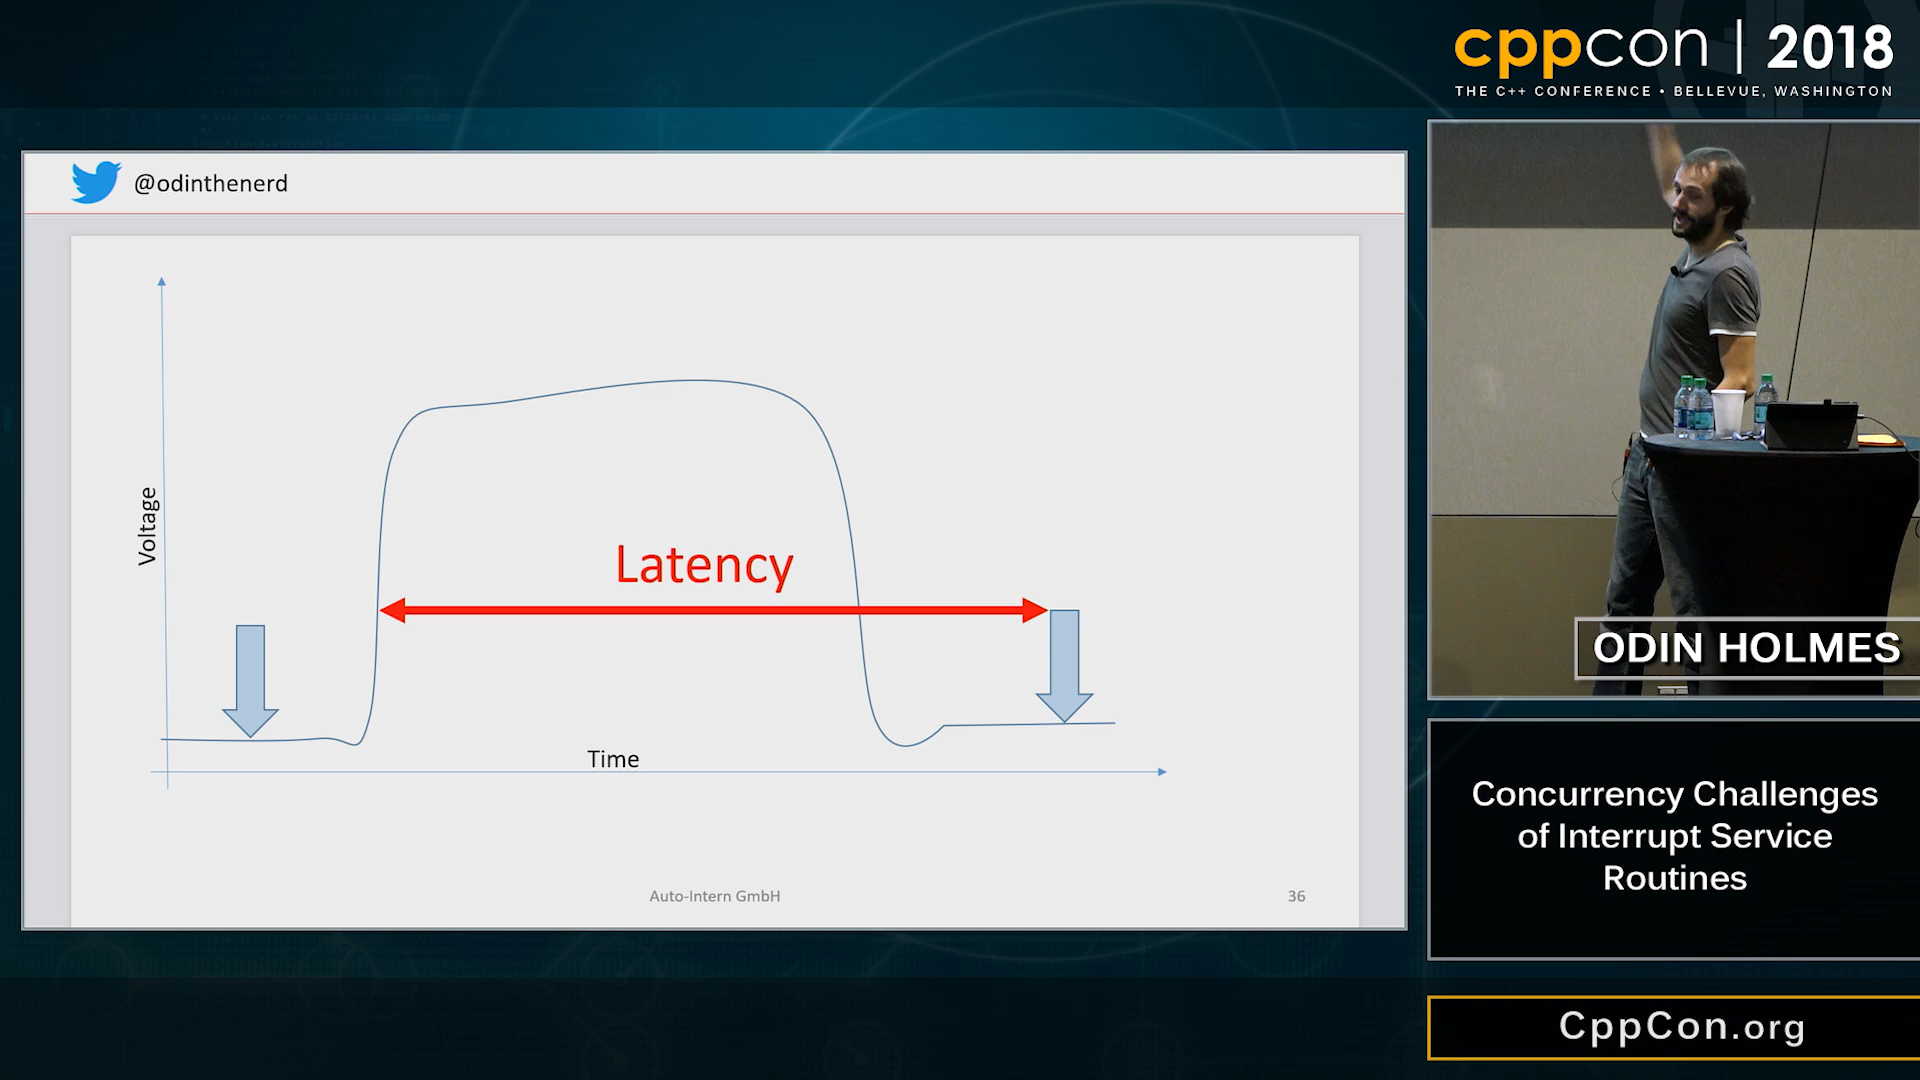 cppcon | 2018
THE C++ CONFERENCE • BELLEVUE, WASHINGTON
@odinthenerd
Voltage
Latency
Time
Auto-Intern GmbH
36
ODIN HOLMES
Concurrency Challenges
of Interrupt Service
Routines
CppCon.org